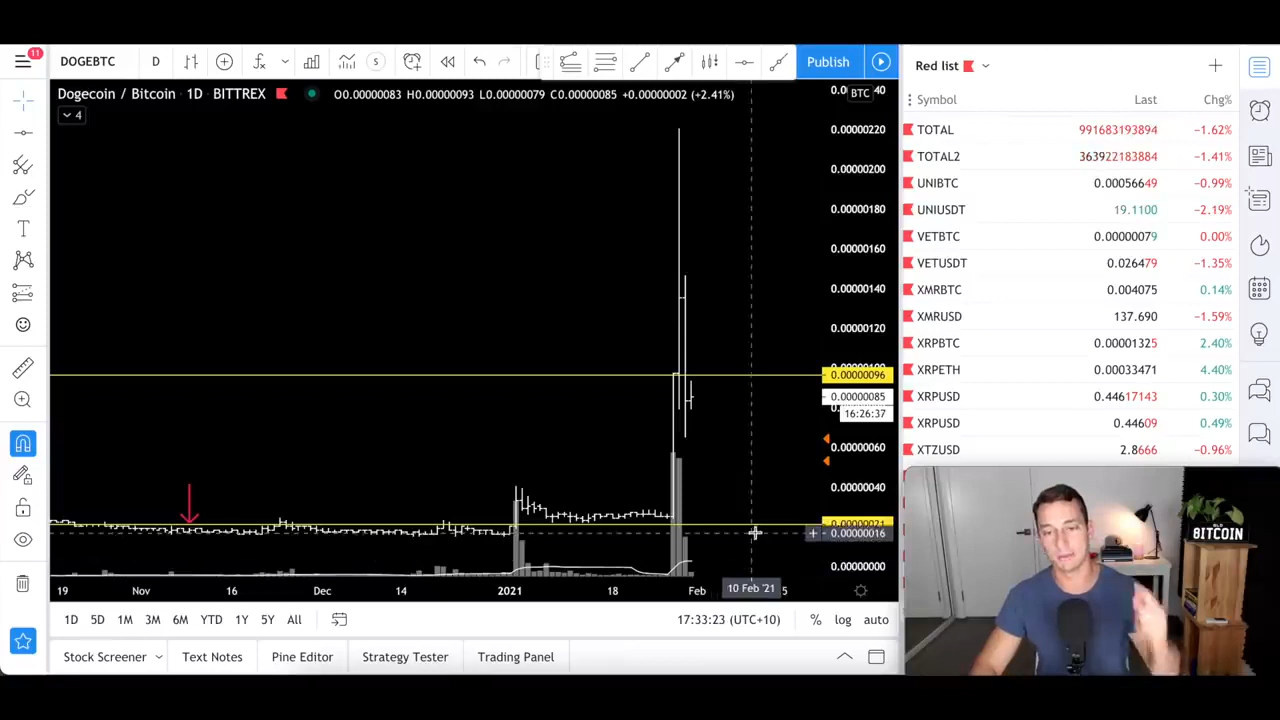 11
DOGEBTC
D
S
Publish
Red list
Dogecoin / Bitcoin · 1D · BITTREX
O0.00000083 H0.00000093 L0.00000079 C0.00000085 +0.00000002 (+2.41%)
4
BTC
0.00000220
0.00000200
0.00000180
0.00000160
0.00000140
0.00000120
0.00000096
0.00000085
16:26:37
0.00000060
0.00000040
0.00000021
0.00000016
0.00000000
19
Nov
16
Dec
14
2021
18
Feb
10 Feb '21
1D
5D
1M
3M
6M
YTD
1Y
5Y
All
17:33:23 (UTC+10)
%
log
auto
Stock Screener
Text Notes
Pine Editor
Strategy Tester
Trading Panel
Symbol Last Chg%
TOTAL 991683193894 −1.62%
TOTAL2 363922183884 −1.41%
UNIBTC 0.00056649 −0.99%
UNIUSDT 19.1100 −2.19%
VETBTC 0.00000079 0.00%
VETUSDT 0.026479 −1.35%
XMRBTC 0.004075 0.14%
XMRUSD 137.690 −1.59%
XRPBTC 0.00001325 2.40%
XRPETH 0.00033471 4.40%
XRPUSD 0.44617143 0.30%
XRPUSD 0.44609 0.49%
XTZUSD 2.8666 −0.96%
BITCOIN